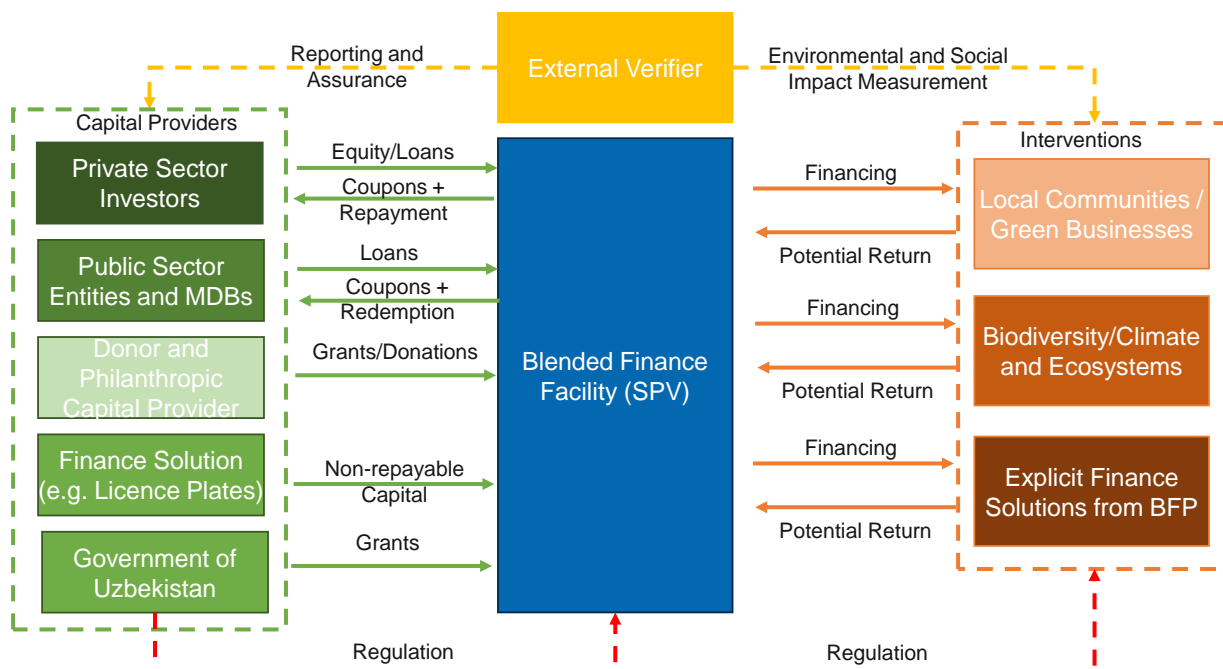 Reporting and
Assurance
External Verifier
Environmental and Social
Impact Measurement
Capital Providers
Private Sector
Investors
Public Sector
Entities and MDBs
Donor and
Philanthropic
Capital Provider
Finance Solution
(e.g. Licence Plates)
Government of
Uzbekistan
Equity/Loans
Coupons +
Repayment
Loans
Coupons +
Redemption
Grants/Donations
Non-repayable
Capital
Grants
Blended Finance
Facility (SPV)
Financing
Potential Return
Financing
Potential Return
Financing
Potential Return
Interventions
Local Communities /
Green Businesses
Biodiversity/Climate
and Ecosystems
Explicit Finance
Solutions from BFP
Regulation
Regulation